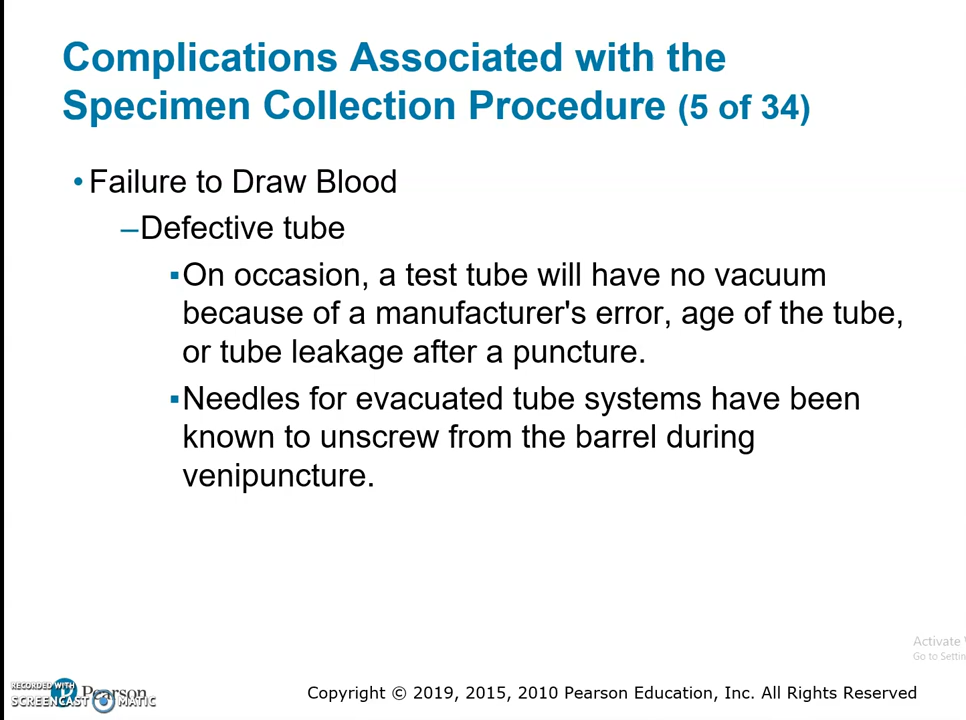 Complications Associated with the
Specimen Collection Procedure (5 of 34)
•Failure to Draw Blood
–Defective tube
▪On occasion, a test tube will have no vacuum
because of a manufacturer's error, age of the tube,
or tube leakage after a puncture.
▪Needles for evacuated tube systems have been
known to unscrew from the barrel during
venipuncture.
Activate
Go to Settin
RECORDED WITH
SCREENCAST MATIC
Pearson
Copyright © 2019, 2015, 2010 Pearson Education, Inc. All Rights Reserved